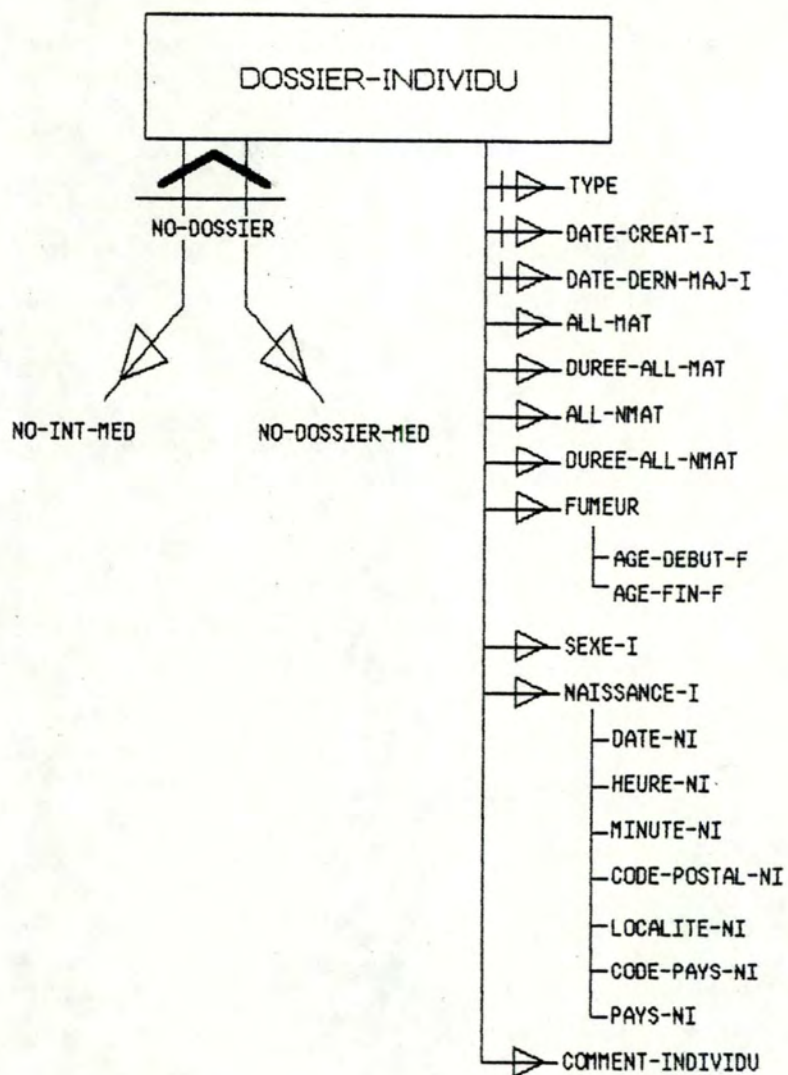 DOSSIER-INDIVIDU
NO-DOSSIER
NO-INT-MED
NO-DOSSIER-MED
TYPE
DATE-CREAT-I
DATE-DERN-MAJ-I
ALL-MAT
DUREE-ALL-MAT
ALL-NMAT
DUREE-ALL-NMAT
FUMEUR
AGE-DEBUT-F
AGE-FIN-F
SEXE-I
NAISSANCE-I
DATE-NI
HEURE-NI
MINUTE-NI
CODE-POSTAL-NI
LOCALITE-NI
CODE-PAYS-NI
PAYS-NI
COMMENT-INDIVIDU